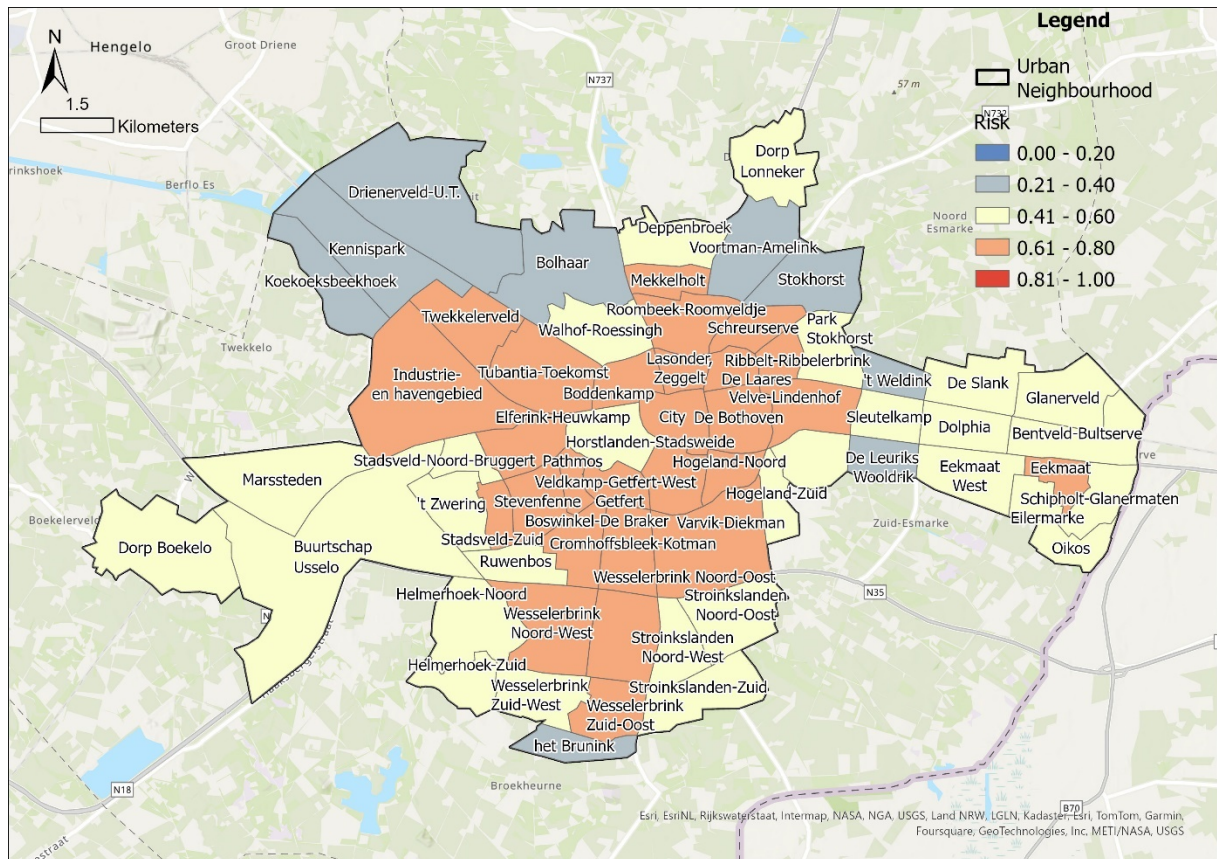 Legend
Urban
Neighbourhood
Risk
0.00 - 0.20
0.21 - 0.40
0.41 - 0.60
0.61 - 0.80
0.81 - 1.00
N
1.5
Kilometers
Hengelo
Groot Driene
N737
57 m
N732
rinkshoek
Berflo Es
Dorp
Lonneker
Drienerveld-U.T.
Noord
Esmarke
Deppenbroek
Voortman-Amelink
Kennispark
Bolhaar
Koekoeksbeekhoek
Mekkelholt
Stokhorst
Roombeek-Roomveldje
Twekkelerveld
Walhof-Roessingh
Schreurserve
Park
Stokhorst
Twekkelo
Lasonder,
Zeggelt
Ribbelt-Ribbelerbrink
Industrie-
en havengebied
Tubantia-Toekomst
De Laares
't Weldink
De Slank
Glanerveld
Boddenkamp
Velve-Lindenhof
Elferink-Heuwkamp
City
De Bothoven
Sleutelkamp
Dolphia
Bentveld-Bultserve
Horstlanden-Stadsweide
Stadsveld-Noord-Bruggert
Pathmos
Hogeland-Noord
De Leuriks
Wooldrik
Eekmaat
West
Eekmaat
Marssteden
Veldkamp-Getfert-West
't Zwering
Stevenfenne
Getfert
Hogeland-Zuid
Schipholt-Glanermaten
Boekelerveld
Boswinkel-De Braker
Varvik-Diekman
Eilermarke
Zuid-Esmarke
Dorp Boekelo
Buurtschap
Usselo
Stadsveld-Zuid
Cromhoffsbleek-Kotman
Oikos
Ruwenbos
Wesselerbrink Noord-Oost
Helmerhoek-Noord
Stroinkslanden
Noord-Oost
N35
Wesselerbrink
Noord-West
Stroinkslanden
Noord-West
Helmerhoek-Zuid
Wesselerbrink
Zuid-West
Stroinkslanden-Zuid
Wesselerbrink
Zuid-Oost
het Brunink
Broekheurne
N18
B70
Esri, EsriNL, Rijkswaterstaat, Intermap, NASA, NGA, USGS, Land NRW, LGLN, Kadaster, Esri, TomTom, Garmin,
Foursquare, GeoTechnologies, Inc, METI/NASA, USGS